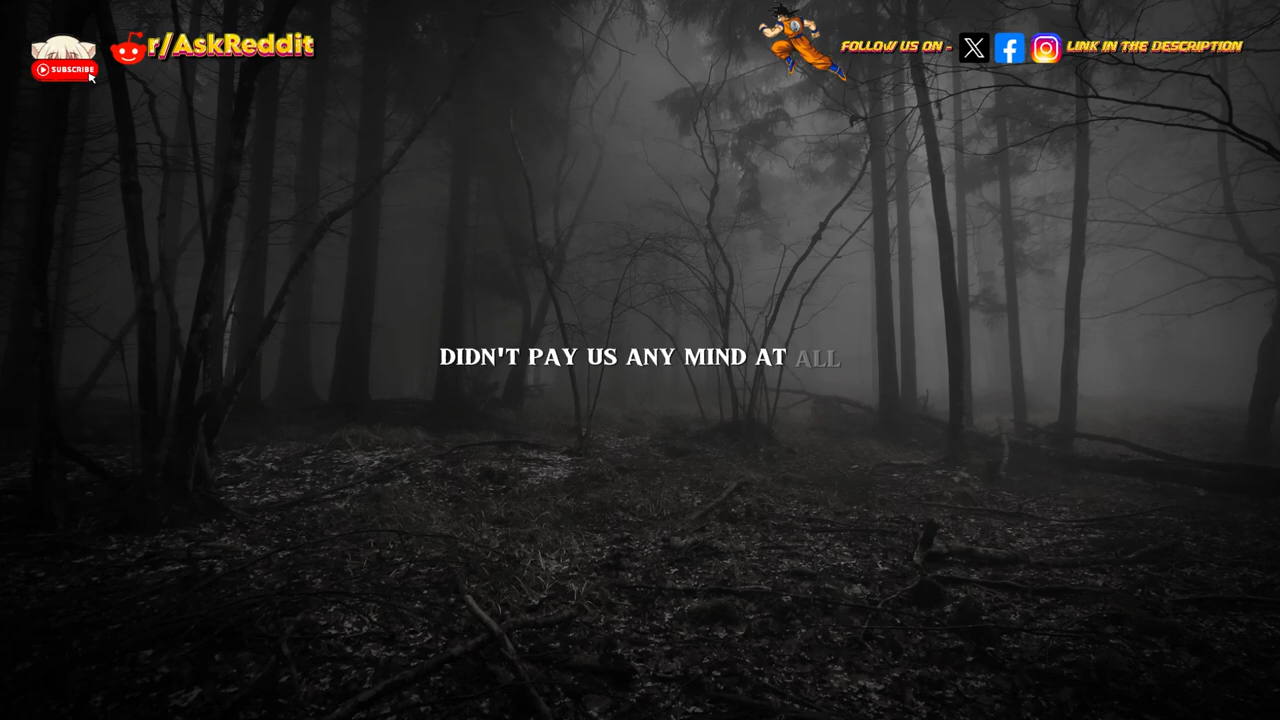 SUBSCRIBE
r/AskReddit
FOLLOW US ON -
LINK IN THE DESCRIPTION
DIDN'T PAY US ANY MIND AT ALL